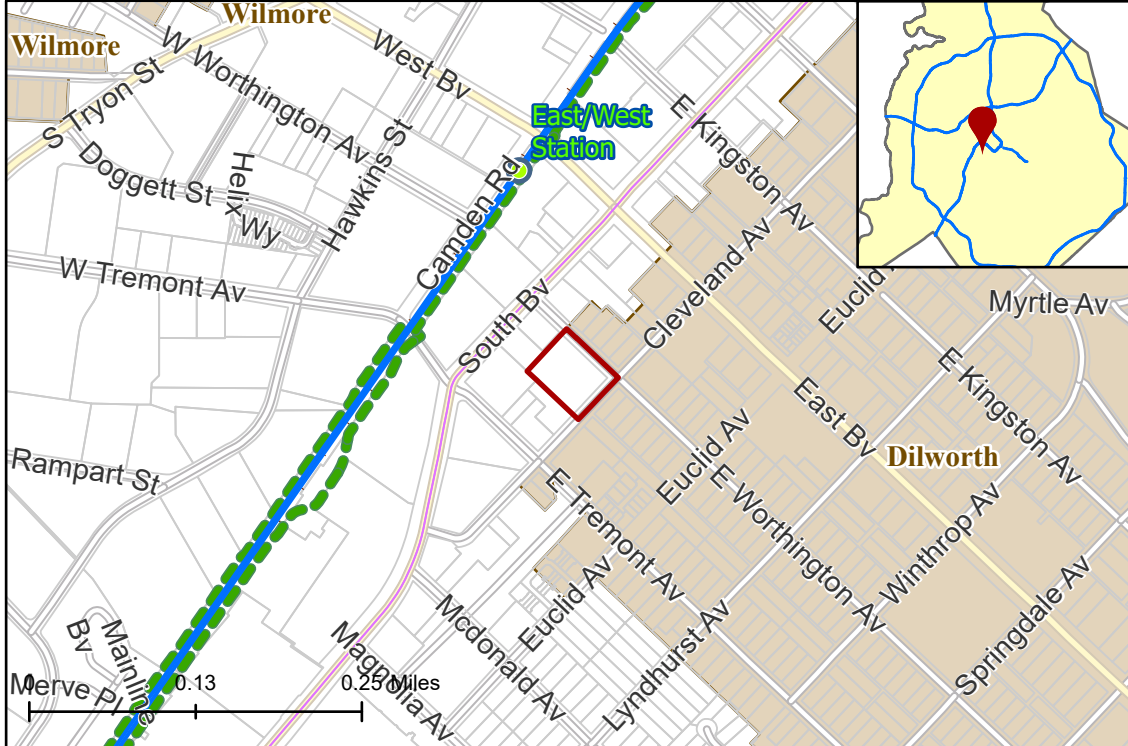 Wilmore
Wilmore
S Tryon St
W Worthington Av
West Bv
Doggett St
Helix
Wy
Hawkins St
Camden Rd
East/West
Station
E Kingston Av
W Tremont Av
South Bv
Cleveland Av
Euclid
Myrtle Av
E Kingston Av
East Bv
Dilworth
Euclid Av
E Worthington Av
Winthrop Av
Springdale Av
Rampart St
E Tremont Av
Euclid Av
Lyndhurst Av
Mcdonald Av
Magnolia Av
Mainline
Bv
Merve Pl
0
0.13
0.25 Miles